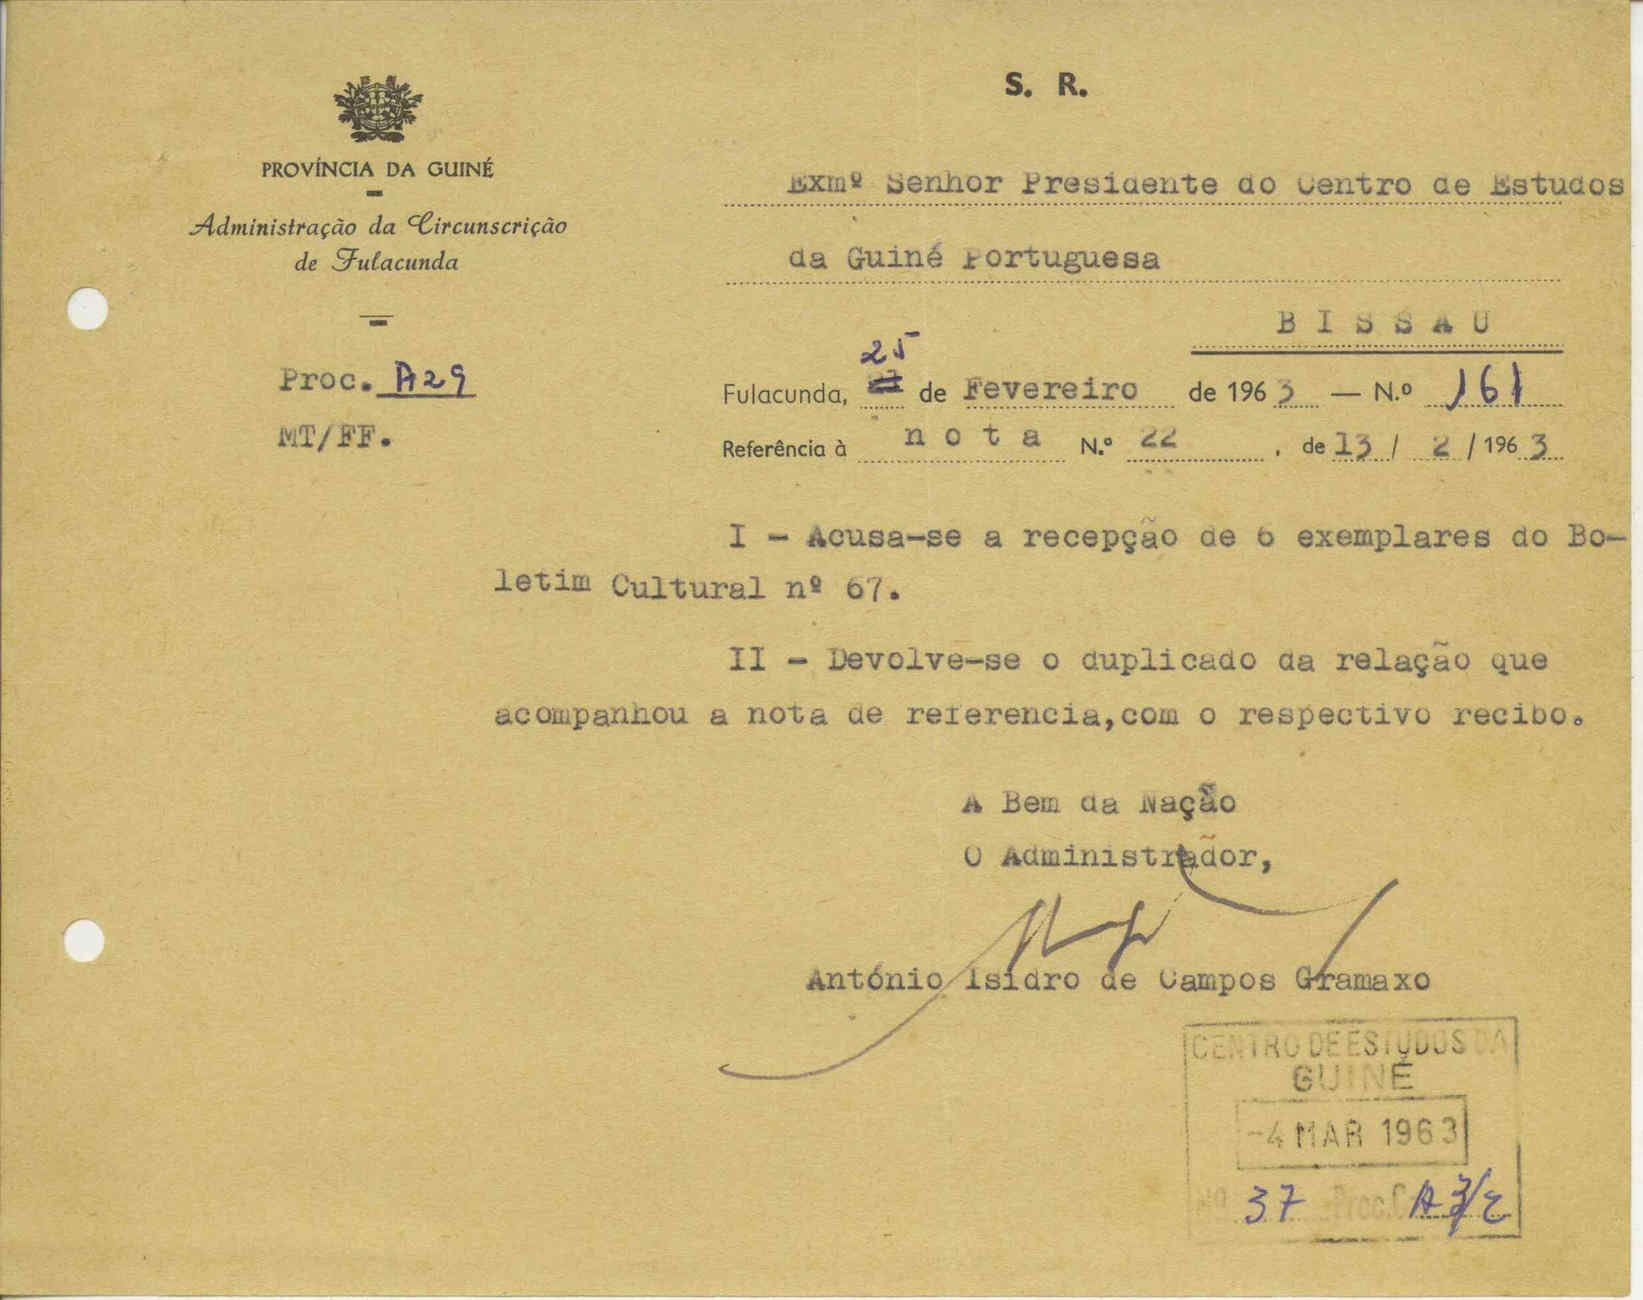 S. R.
PROVÍNCIA DA GUINÉ
Administração da Circunscrição
de Fulacunda
Proc. A29
MT/FF.
Exmº Senhor Presidente do Centro de Estudos
da Guiné Portuguesa
B I S S A U
Fulacunda, 25 de Fevereiro de 1963 — N.º 161
Referência à n o t a N.º 22, de 13 / 2 / 1963
I - Acusa-se a recepção de 6 exemplares do Bo-
letim Cultural nº 67.
II - Devolve-se o duplicado da relação que
acompanhou a nota de referencia,com o respectivo recibo.
A Bem da Nação
O Administrador,
António Isidro de Campos Gramaxo
CENTRO DE ESTUDOS DA
GUINÉ
-4 MAR 1963
Nº 37 Proc. A